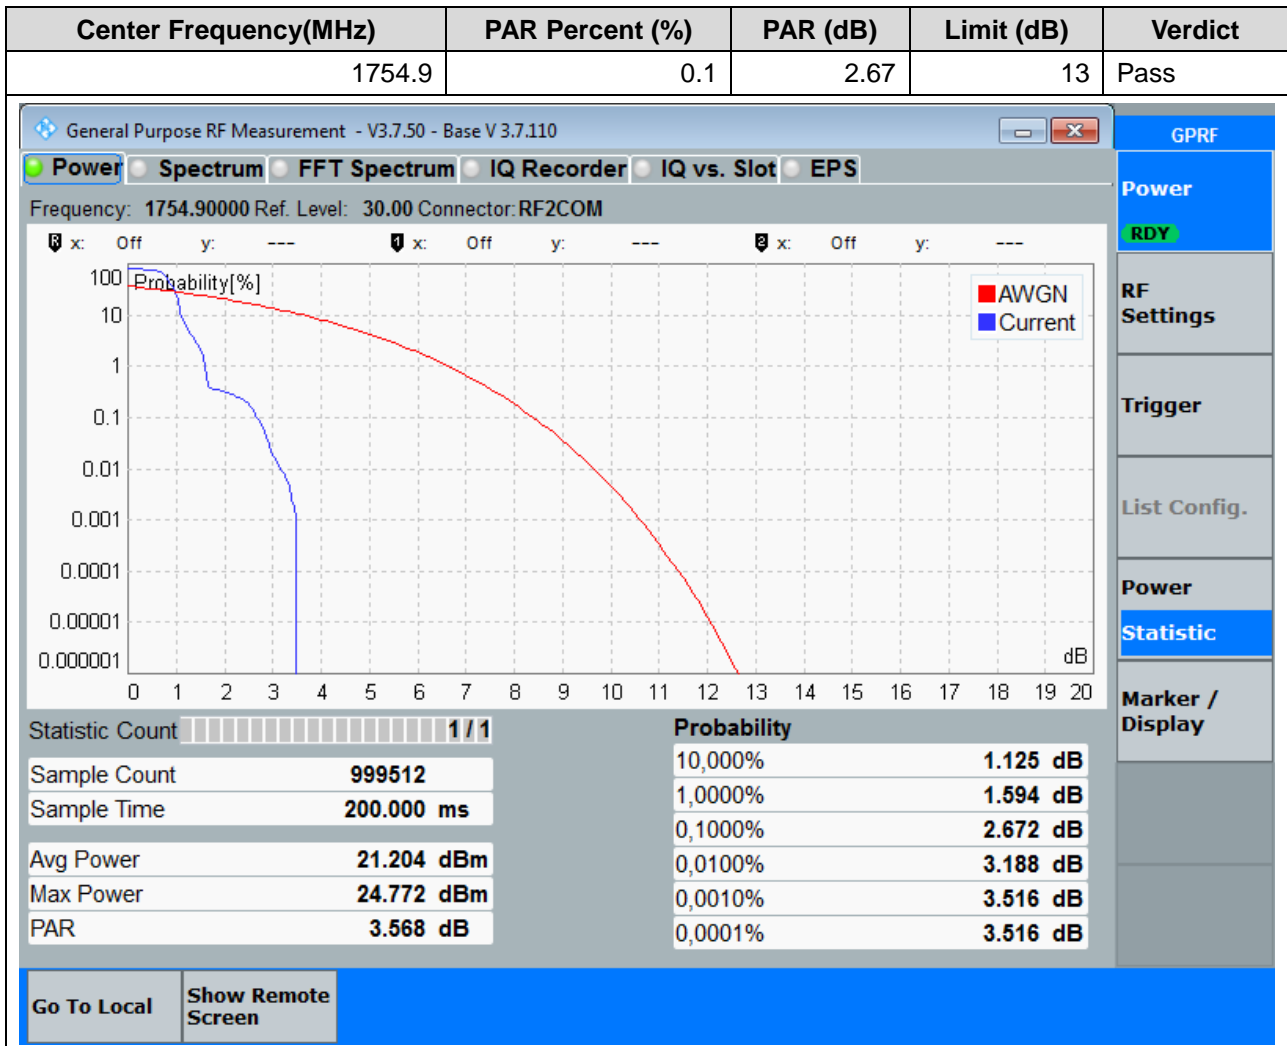 Center Frequency(MHz) PAR Percent (%) PAR (dB) Limit (dB) Verdict
1754.9 0.1 2.67 13 Pass
General Purpose RF Measurement - V3.7.50 - Base V 3.7.110
GPRF
Power Spectrum FFT Spectrum IQ Recorder IQ vs. Slot EPS
Frequency: 1754.90000 Ref. Level: 30.00 Connector: RF2COM
R x: Off y: --- 1 x: Off y: --- 2 x: Off y: ---
Probability[%]
100
10
1
0.1
0.01
0.001
0.0001
0.00001
0.000001
AWGN
Current
dB
0 1 2 3 4 5 6 7 8 9 10 11 12 13 14 15 16 17 18 19 20
Statistic Count 1 / 1
Sample Count 999512
Sample Time 200.000 ms
Avg Power 21.204 dBm
Max Power 24.772 dBm
PAR 3.568 dB
Probability
10,000% 1.125 dB
1,0000% 1.594 dB
0,1000% 2.672 dB
0,0100% 3.188 dB
0,0010% 3.516 dB
0,0001% 3.516 dB
Power
RDY
RF
Settings
Trigger
List Config.
Power
Statistic
Marker /
Display
Go To Local
Show Remote
Screen